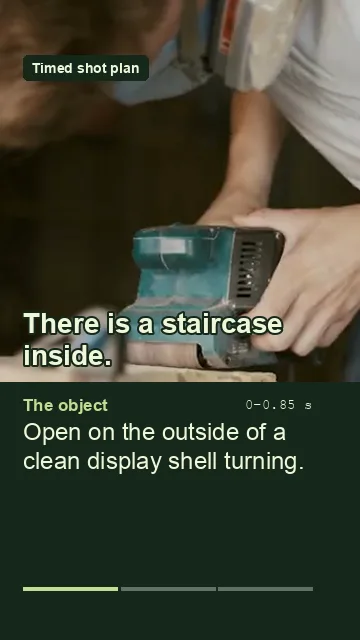 Timed shot plan
There is a staircase
inside.
The object
0–0.85 s
Open on the outside of a
clean display shell turning.